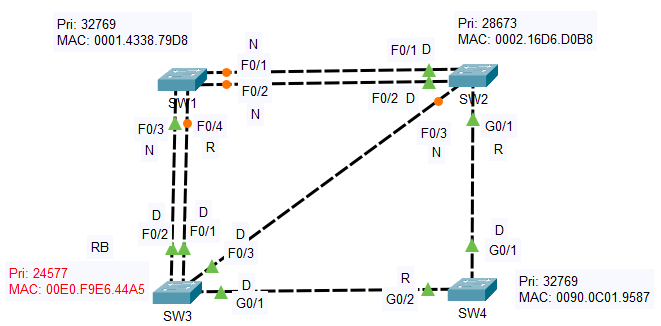 Pri: 32769
MAC: 0001.4338.79D8
Pri: 28673
MAC: 0002.16D6.D0B8
N
F0/1
F0/1 D
SW1
F0/2
N
F0/2 D
SW2
F0/3
N
F0/4
R
F0/3
N
G0/1
R
D
F0/2
D
F0/1
D
F0/3
D
G0/1
RB
Pri: 24577
MAC: 00E0.F9E6.44A5
SW3
D
G0/1
R
G0/2
SW4
Pri: 32769
MAC: 0090.0C01.9587